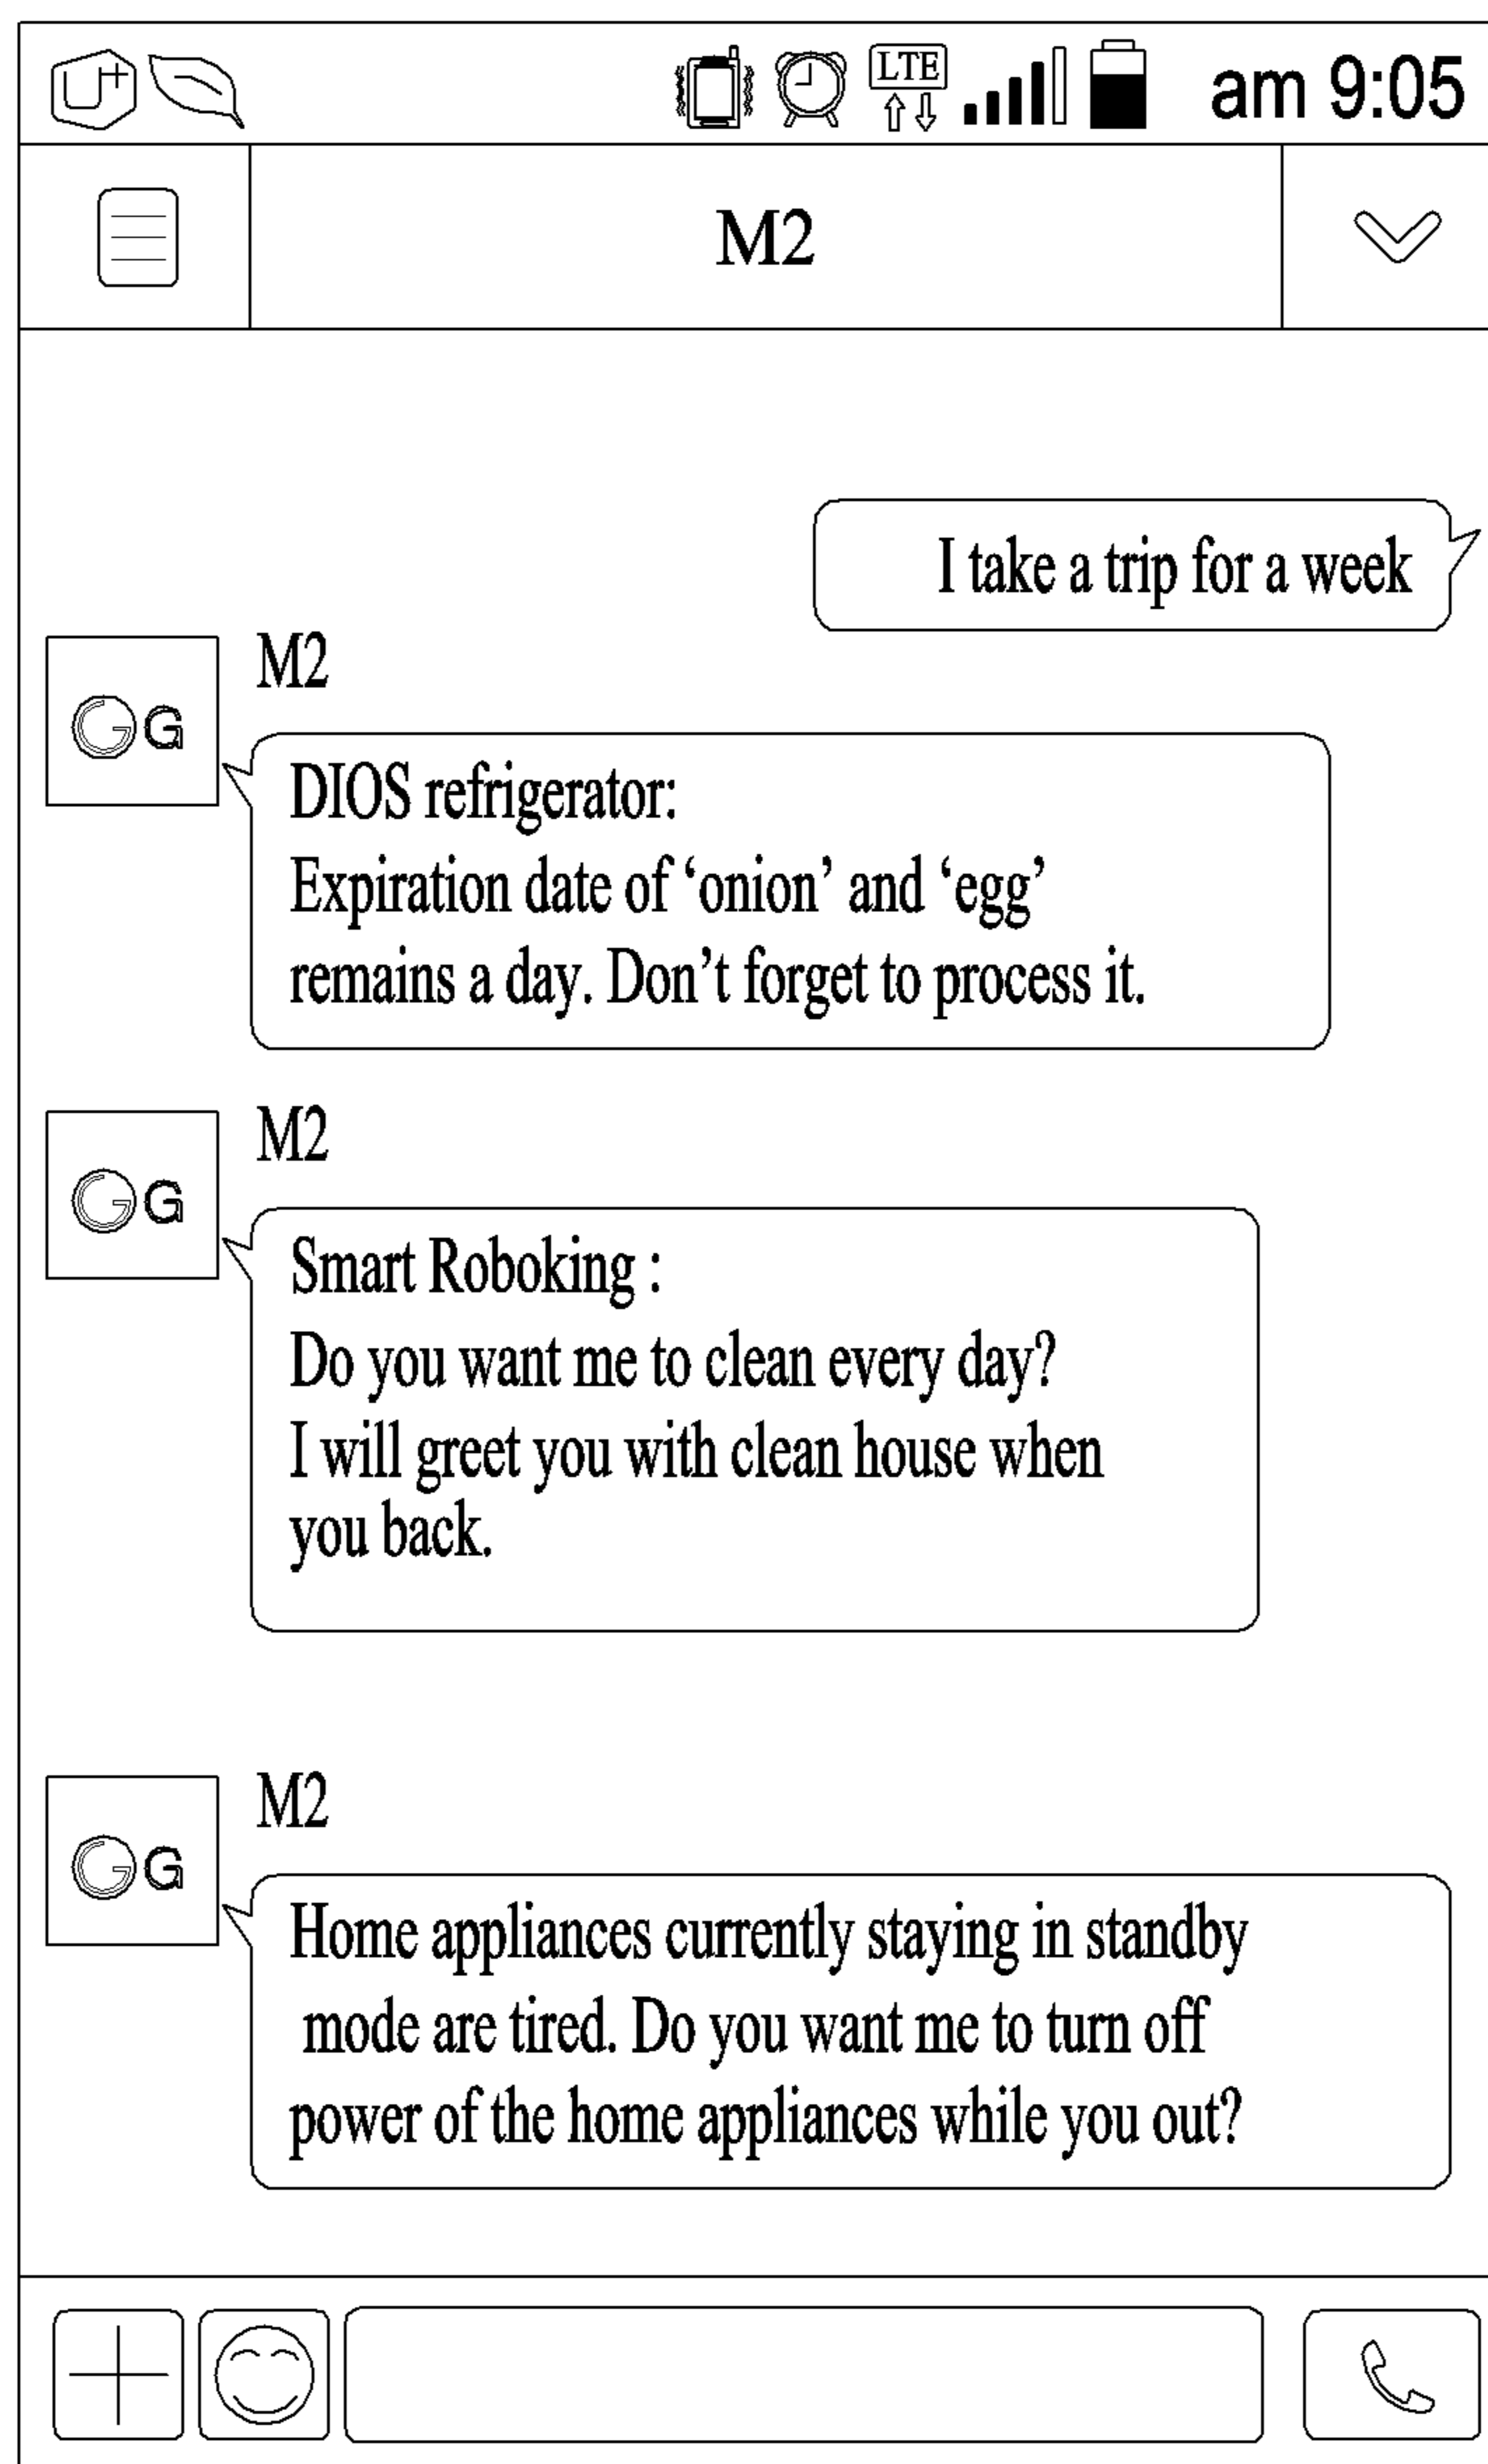 U+
LTE
am 9:05
M2
I take a trip for a week
M2
G G
DIOS refrigerator:
Expiration date of ‘onion’ and ‘egg’
remains a day. Don’t forget to process it.
M2
G G
Smart Roboking :
Do you want me to clean every day?
I will greet you with clean house when
you back.
M2
G G
Home appliances currently staying in standby
mode are tired. Do you want me to turn off
power of the home appliances while you out?